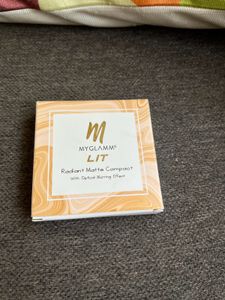 M
MYGLAMM
LIT
Radiant Matte Compact
With Optical Blurring Effect